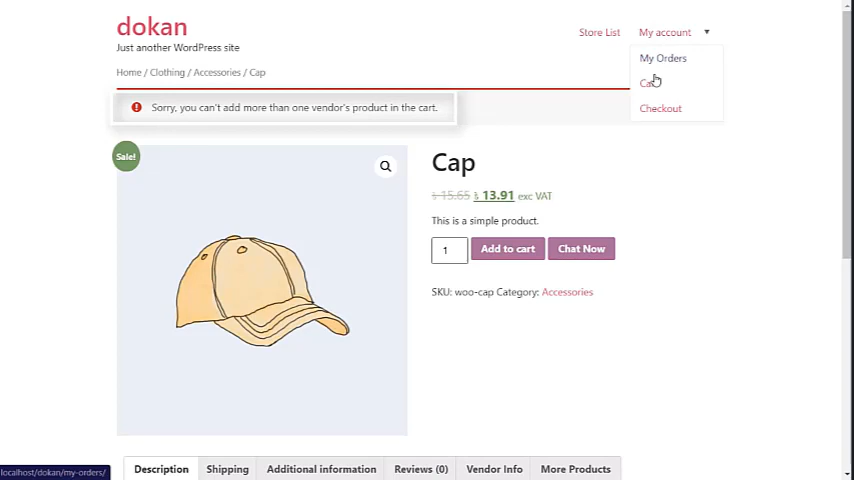 dokan
Just another WordPress site
Store List
My account
My Orders
Checkout
Home / Clothing / Accessories / Cap
Sorry, you can't add more than one vendor's product in the cart.
Sale!
Cap
৳ 15.65 ৳ 13.91 exc VAT
This is a simple product.
1
Add to cart
Chat Now
SKU: woo-cap Category: Accessories
Description
Shipping
Additional information
Reviews (0)
Vendor Info
More Products
localhost/dokan/my-orders/